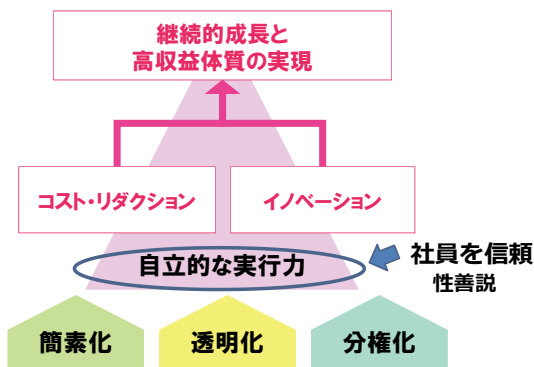 継続的成長と
高収益体質の実現
コスト・リダクション
イノベーション
自立的な実行力
社員を信頼
性善説
簡素化
透明化
分権化